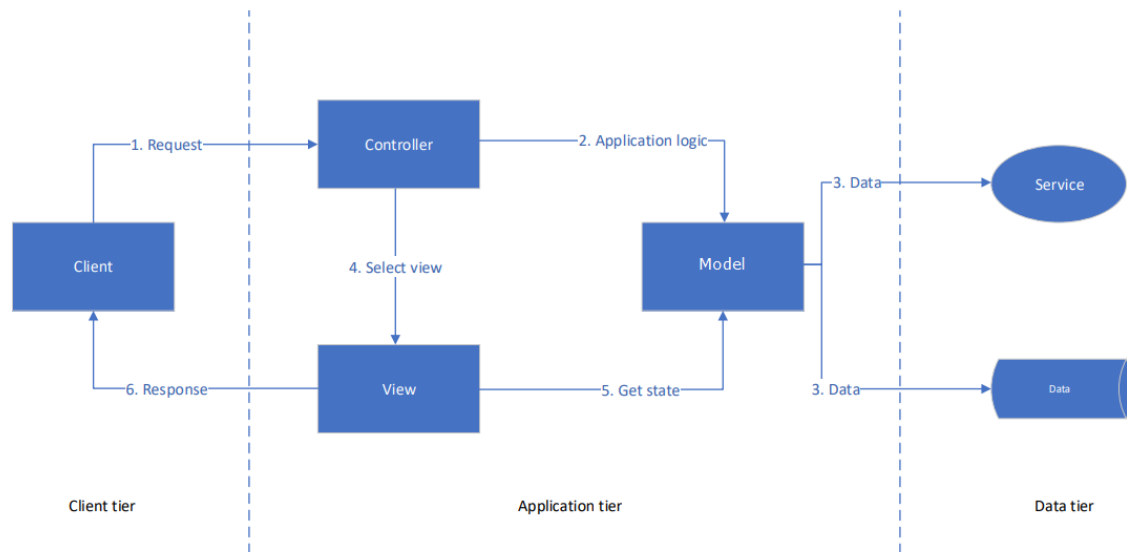 Controller
1. Request
2. Application logic
3. Data
Service
Client
4. Select view
Model
6. Response
View
5. Get state
3. Data
Data
Client tier
Application tier
Data tier